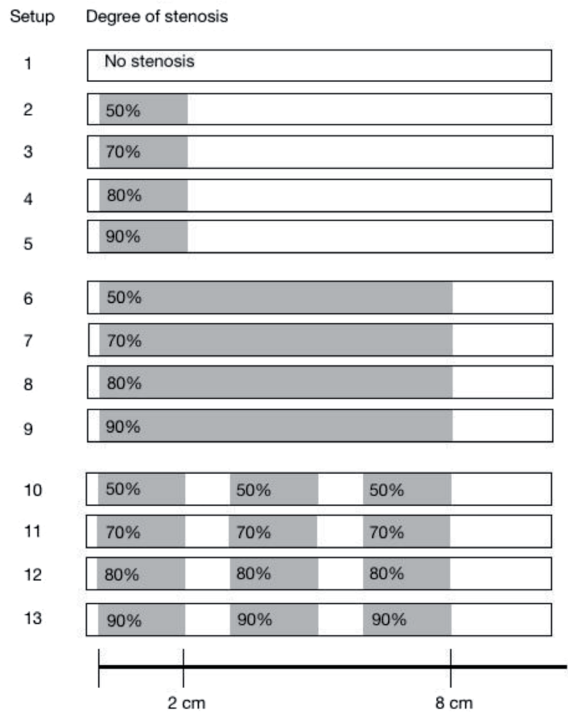 Setup Degree of stenosis
1 No stenosis
2 50%
3 70%
4 80%
5 90%
6 50%
7 70%
8 80%
9 90%
10 50% 50% 50%
11 70% 70% 70%
12 80% 80% 80%
13 90% 90% 90%
2 cm 8 cm